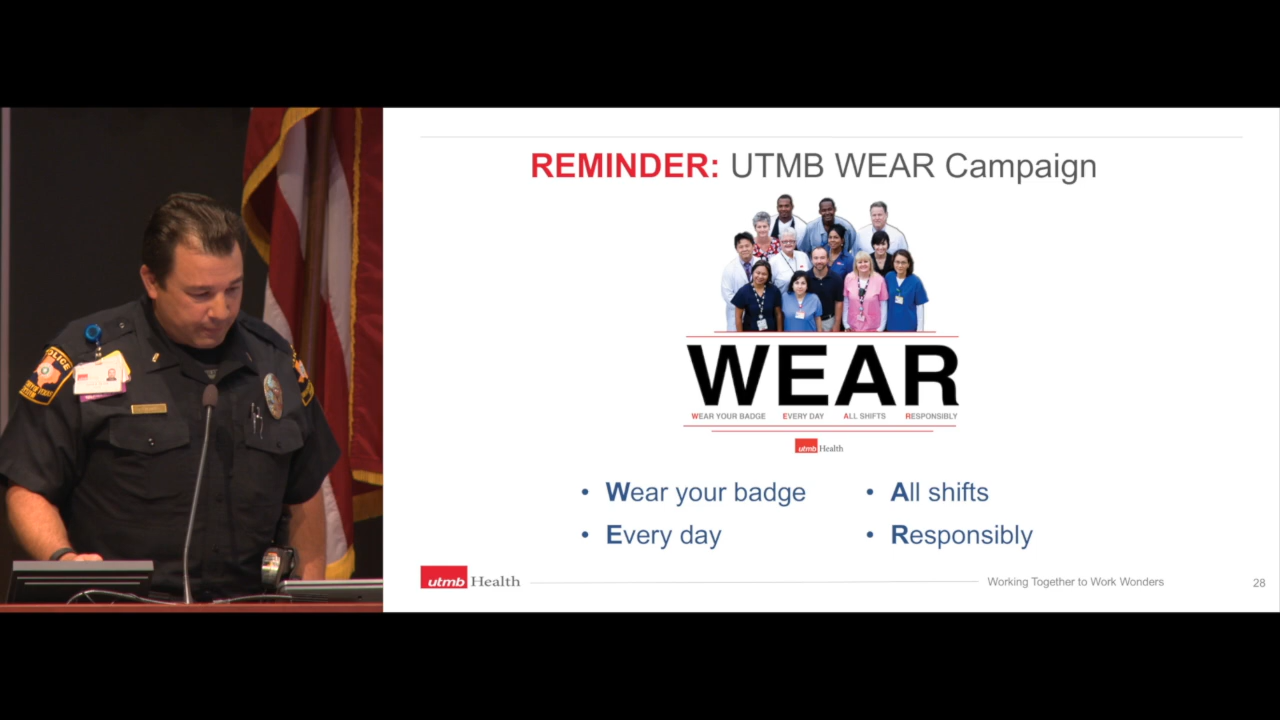 POLICE
REMINDER: UTMB WEAR Campaign
WEAR
WEAR YOUR BADGE EVERY DAY ALL SHIFTS RESPONSIBLY
utmb Health
• Wear your badge
• Every day
• All shifts
• Responsibly
utmb Health
Working Together to Work Wonders
28